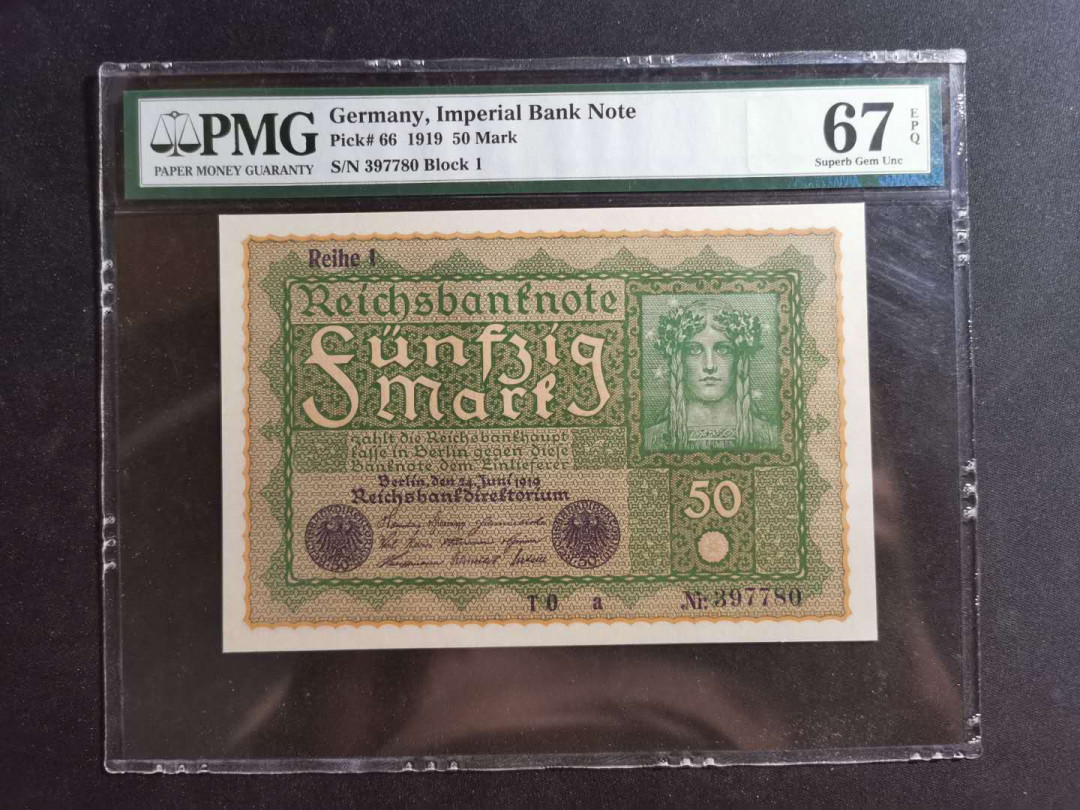 PMG
PAPER MONEY GUARANTY
Germany, Imperial Bank Note
Pick# 66 1919 50 Mark
S/N 397780 Block 1
67
EPQ
Superb Gem Unc
Reihe 1
Reichsbanknote
Fünfzig
Mark
zahlt die Reichsbankhaupt
kasse in Berlin gegen diese
Banknote dem Einlieferer
Berlin, den 24. Juni 1919
Reichsbankdirektorium
50
T0 a
Nr: 397780